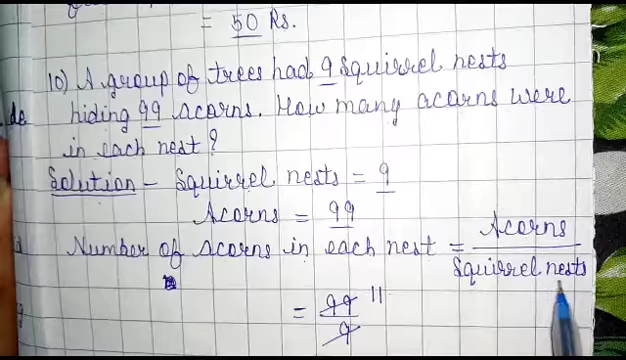 = 50 Rs.
10) A group of trees had 9 Squirrel nests
hiding 99 acorns. How many acorns were
in each nest?
Solution - Squirrel nests = 9
Acorns = 99
Number of acorns in each nest = Acorns
Squirrel nests
= 99 11
9